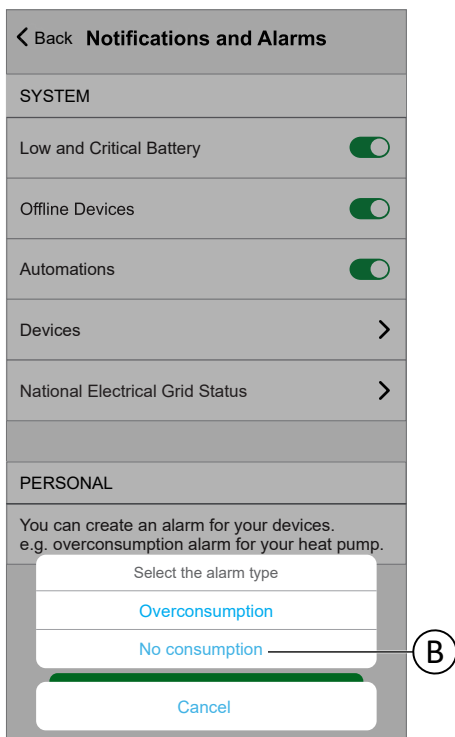 Back Notifications and Alarms
SYSTEM
Low and Critical Battery
Offline Devices
Automations
Devices
National Electrical Grid Status
PERSONAL
You can create an alarm for your devices.
e.g. overconsumption alarm for your heat pump.
Select the alarm type
Overconsumption
No consumption
B
Cancel